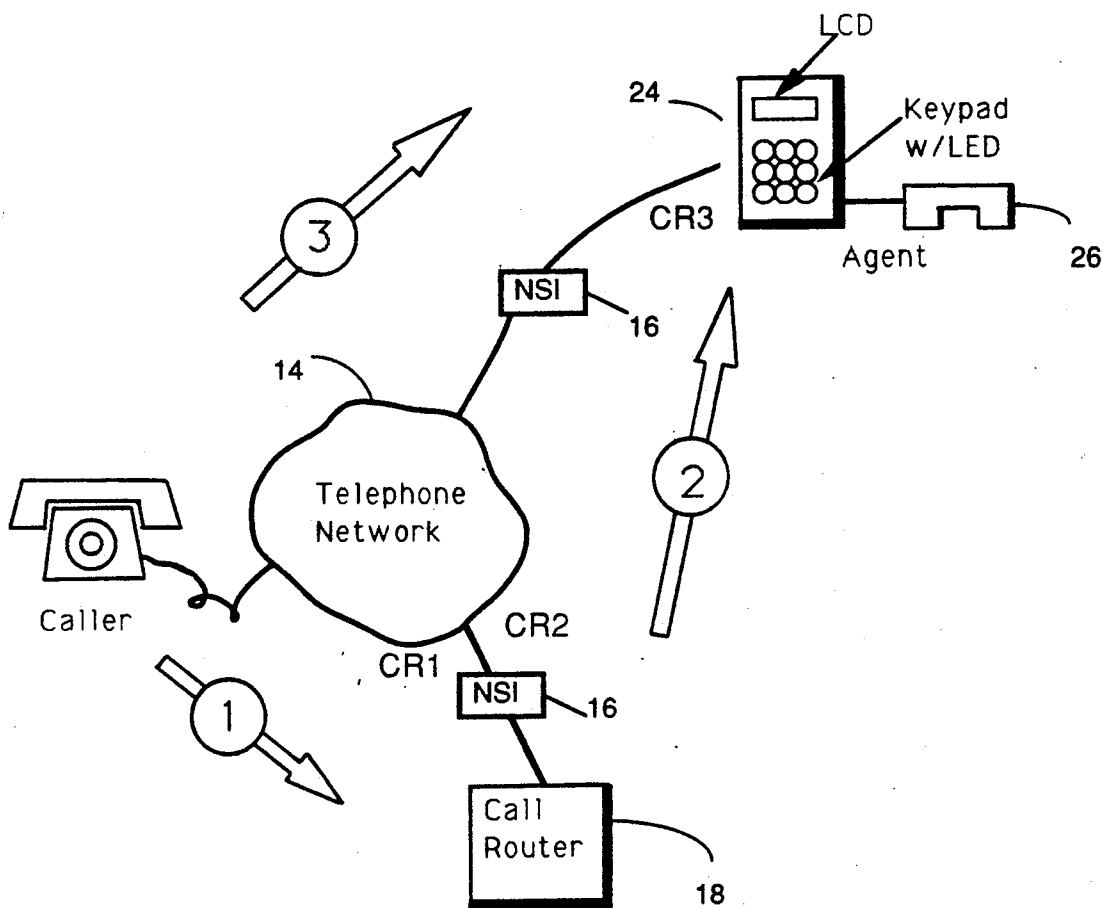 LCD
24
Keypad
w/LED
CR3
3
Agent
26
NSI
16
14
2
Telephone
Network
Caller
CR2
CR1
NSI
16
1
Call
Router
18